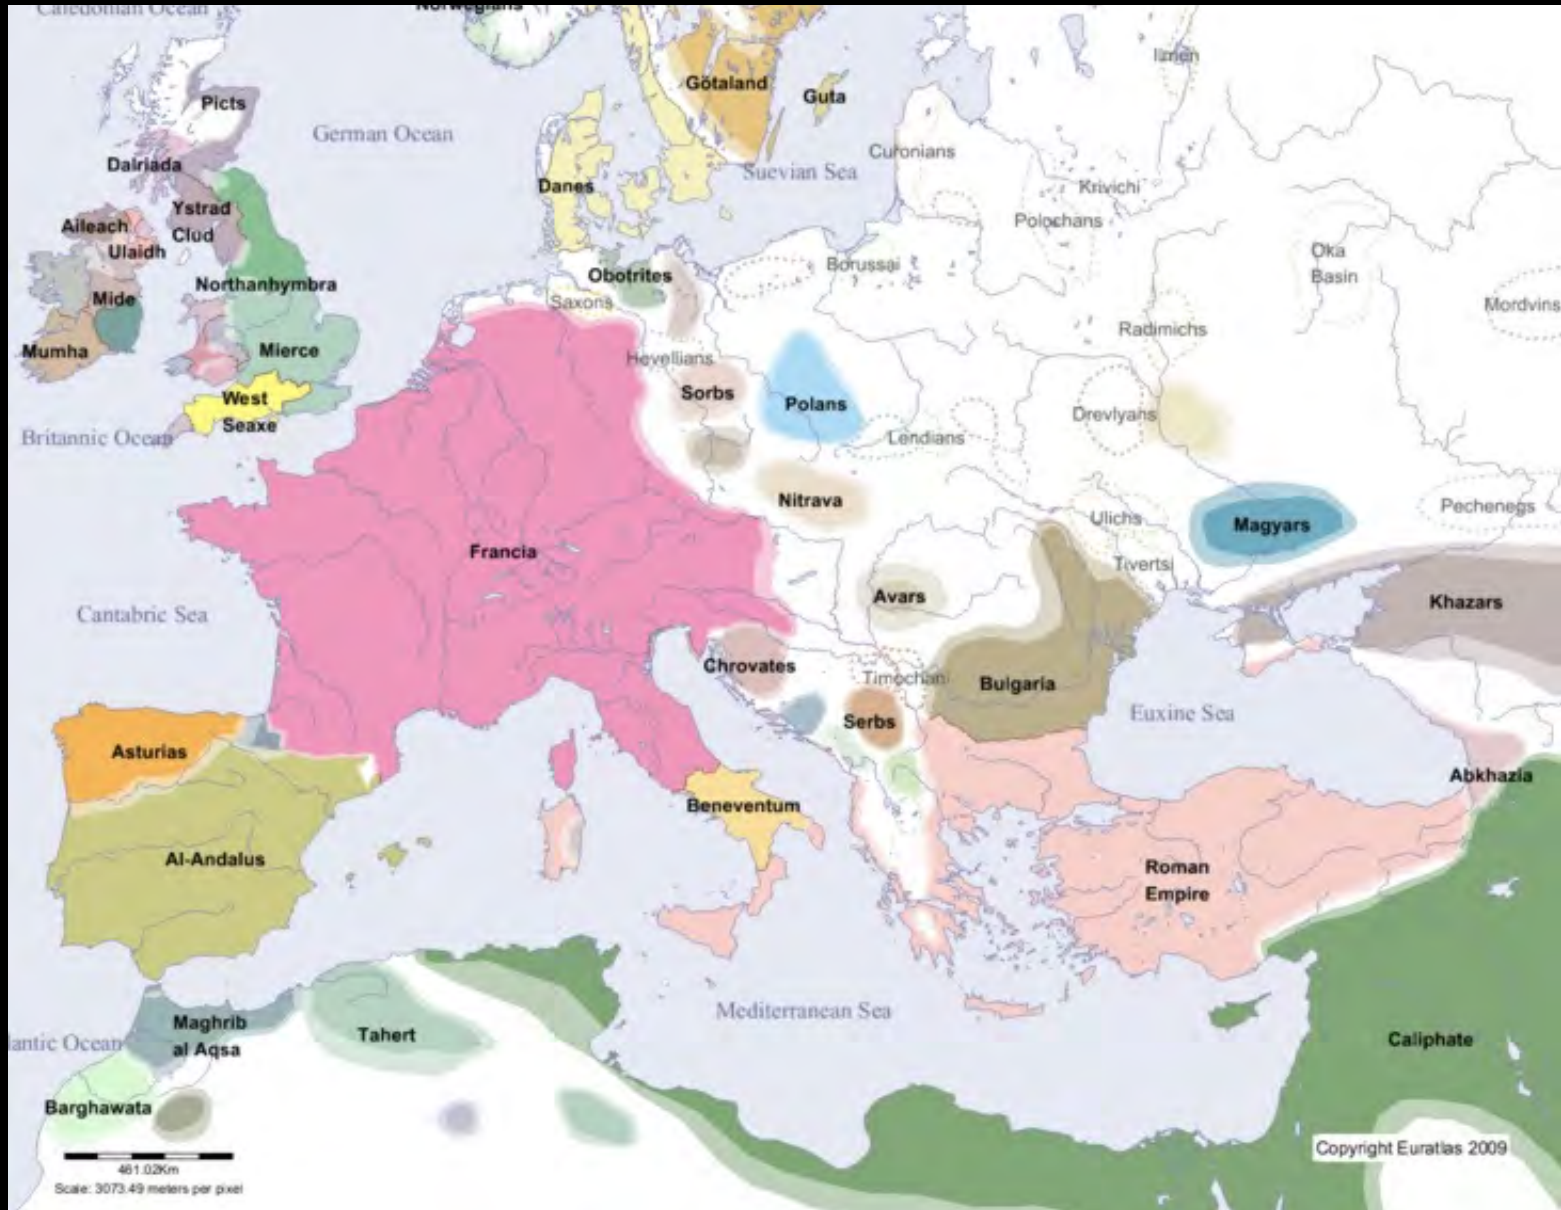 Caledonian Ocean
Norwegians
Ilmen
Götaland
Guta
Picts
German Ocean
Curonians
Dalriada
Suevian Sea
Danes
Krivichi
Ystrad
Clud
Polochans
Aileach
Ulaidh
Oka
Basin
Borussai
Obotrites
Northanhymbra
Mide
Saxons
Mordvins
Radimichs
Mumha
Mierce
Hevellians
Sorbs
West
Seaxe
Polans
Drevlyans
Britannic Ocean
Lendians
Nitrava
Pechenegs
Ulichs
Magyars
Francia
Tivertsi
Avars
Khazars
Cantabric Sea
Chrovates
Timochani
Bulgaria
Euxine Sea
Serbs
Asturias
Abkhazia
Beneventum
Al-Andalus
Roman
Empire
Mediterranean Sea
Maghrib
al Aqsa
Tahert
lantic Ocean
Caliphate
Barghawata
Copyright Euratlas 2009
461.02Km
Scale: 3073.49 meters per pixel